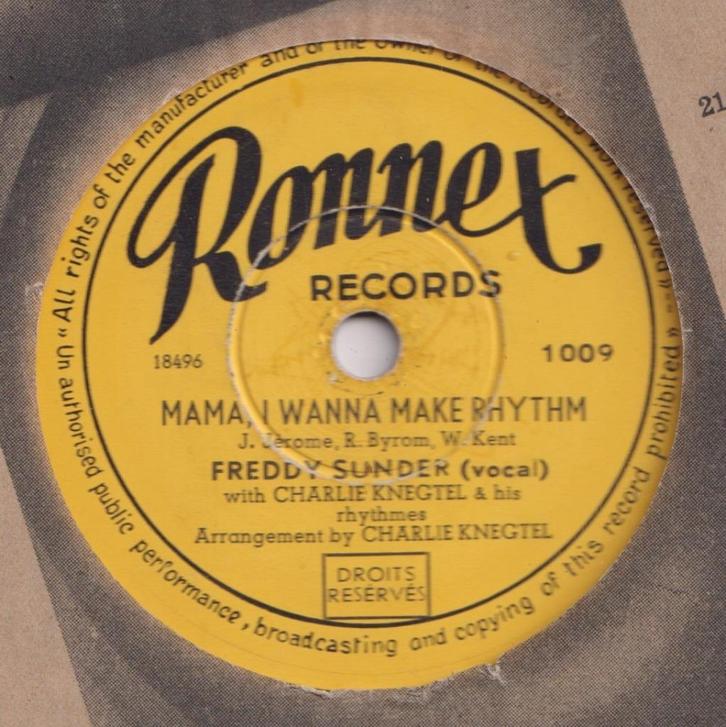 Ronnex
RECORDS
18496
1009
MAMA, I WANNA MAKE RHYTHM
J. Jerome, R. Byrom, W. Kent
FREDDY SUNDER (vocal)
with CHARLIE KNEGTEL & his
rhythmes
Arrangement by CHARLIE KNEGTEL
DROITS
RESERVÉS
« All rights of the manufacturer and of the owner of the recorded work reserved » -- « Un authorised public performance, broadcasting and copying of this record prohibited »
21